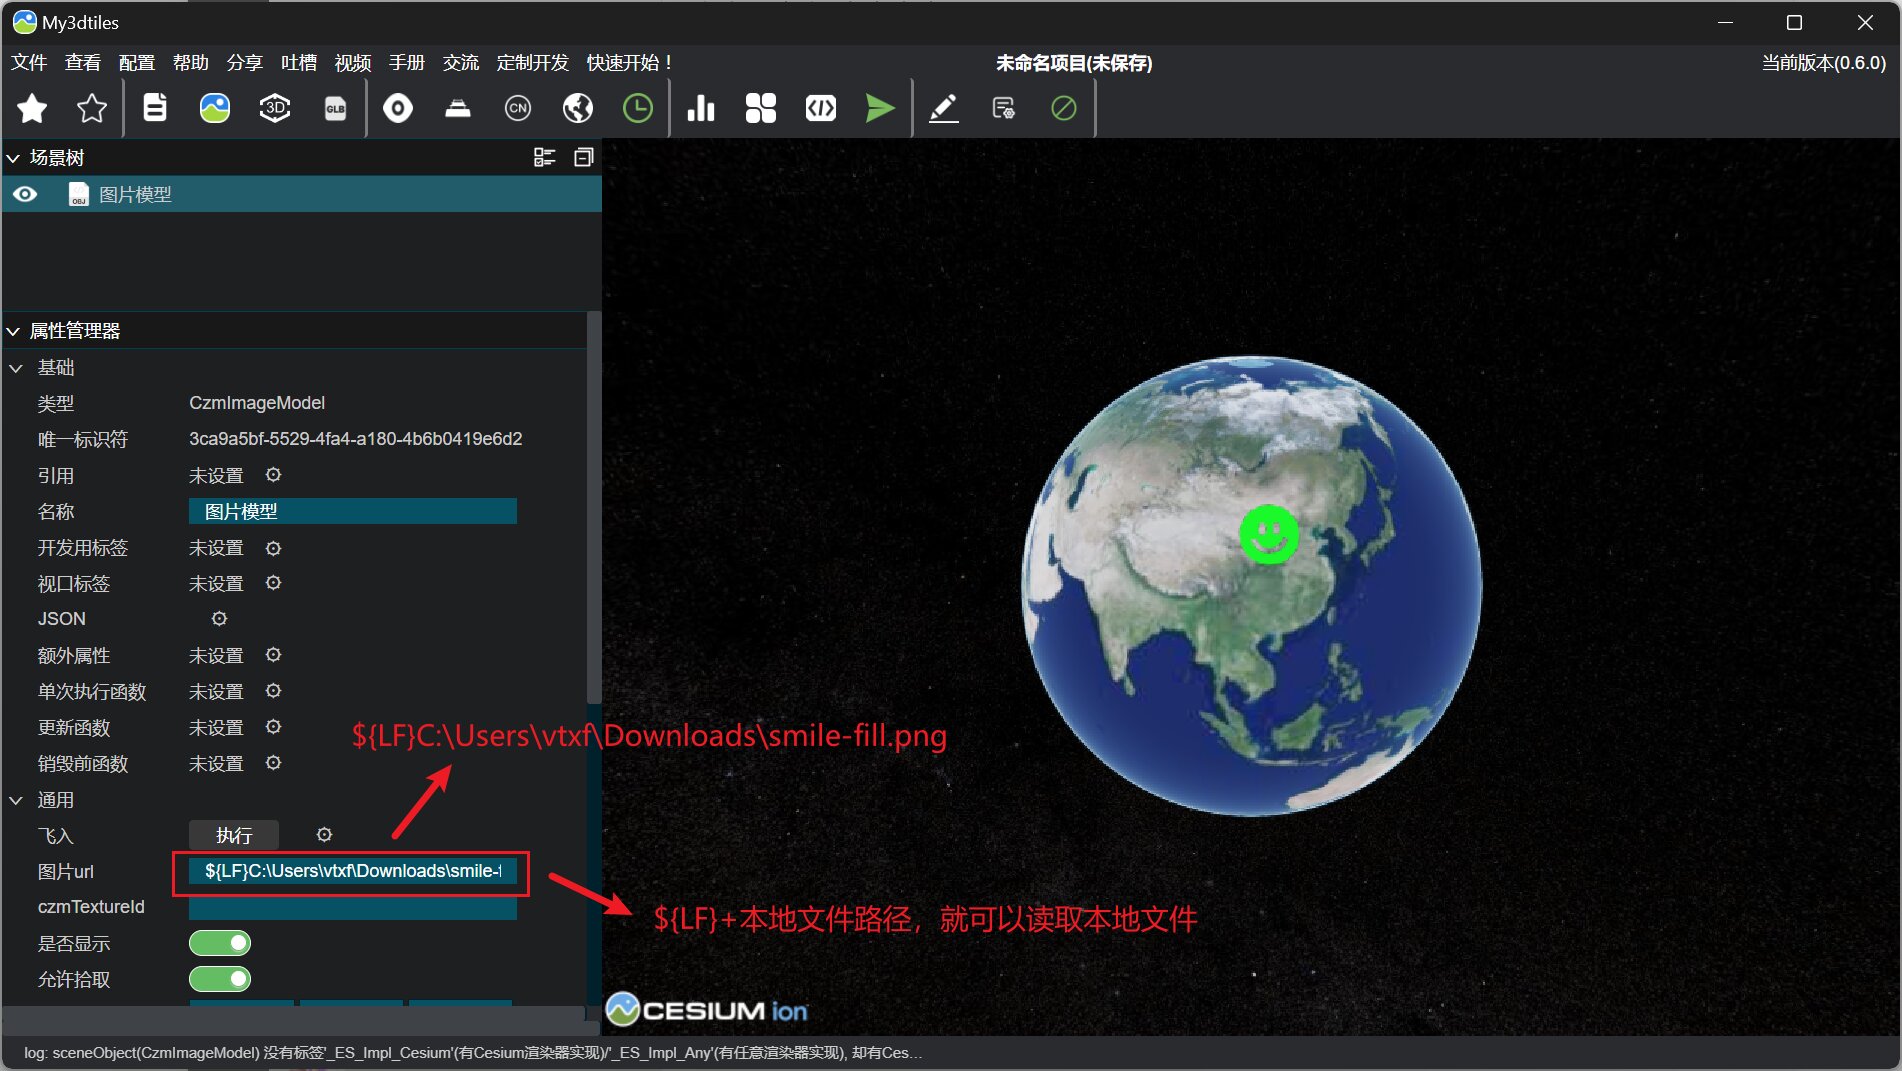 My3dtiles
文件 查看 配置 帮助 分享 吐槽 视频 手册 交流 定制开发 快速开始！ 未命名项目(未保存) 当前版本(0.6.0)
3D GLB CN
场景树
OBJ 图片模型
属性管理器
基础
类型 CzmImageModel
唯一标识符 3ca9a5bf-5529-4fa4-a180-4b6b0419e6d2
引用 未设置
名称 图片模型
开发用标签 未设置
视口标签 未设置
JSON
额外属性 未设置
单次执行函数 未设置
更新函数 未设置
${LF}C:\Users\vtxf\Downloads\smile-fill.png
销毁前函数 未设置
通用
飞入 执行
图片url ${LF}C:\Users\vtxf\Downloads\smile-f
czmTextureId
${LF}+本地文件路径，就可以读取本地文件
是否显示
允许拾取
CESIUM ion
log: sceneObject(CzmImageModel) 没有标签'_ES_Impl_Cesium'(有Cesium渲染器实现)/'_ES_Impl_Any'(有任意渲染器实现), 却有Ces...